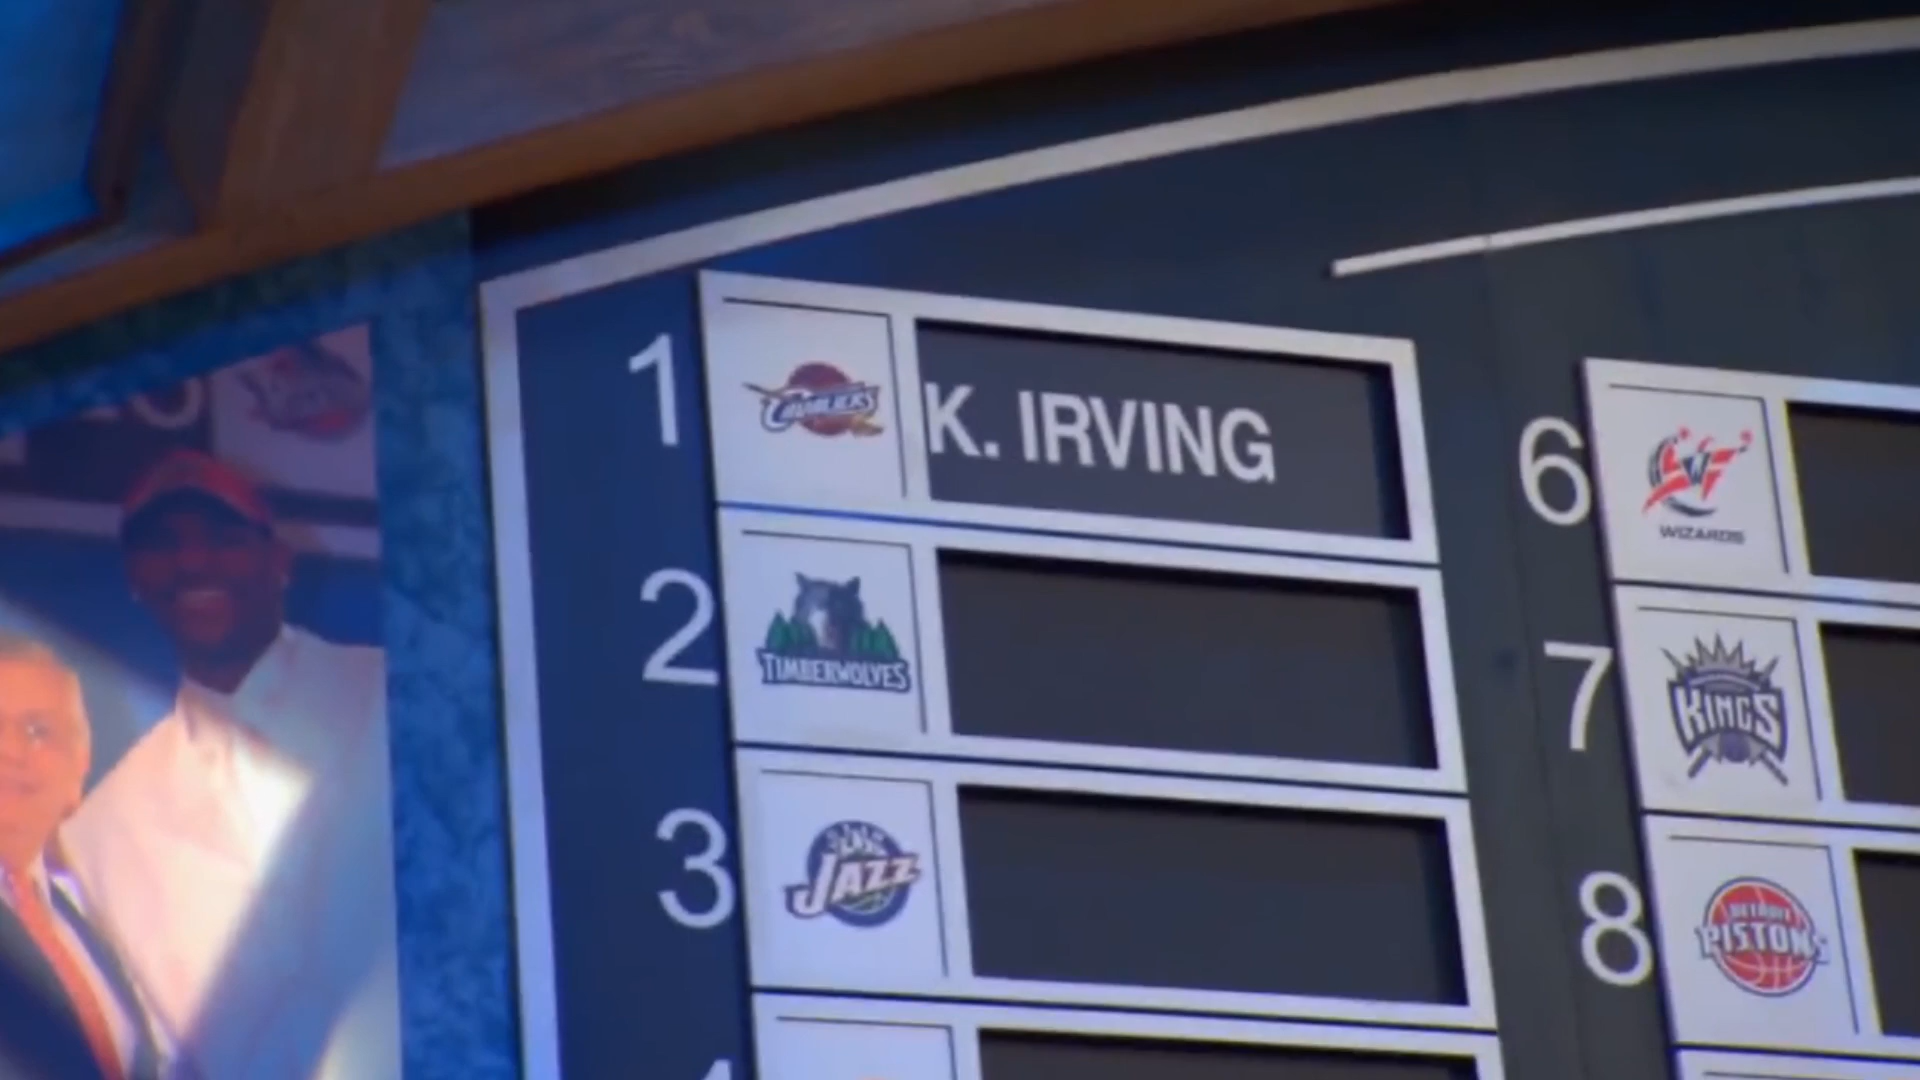 1
CAVALIERS
K. IRVING
2
TIMBERWOLVES
3
JAZZ
6
WIZARDS
7
KINGS
8
DETROIT
PISTONS